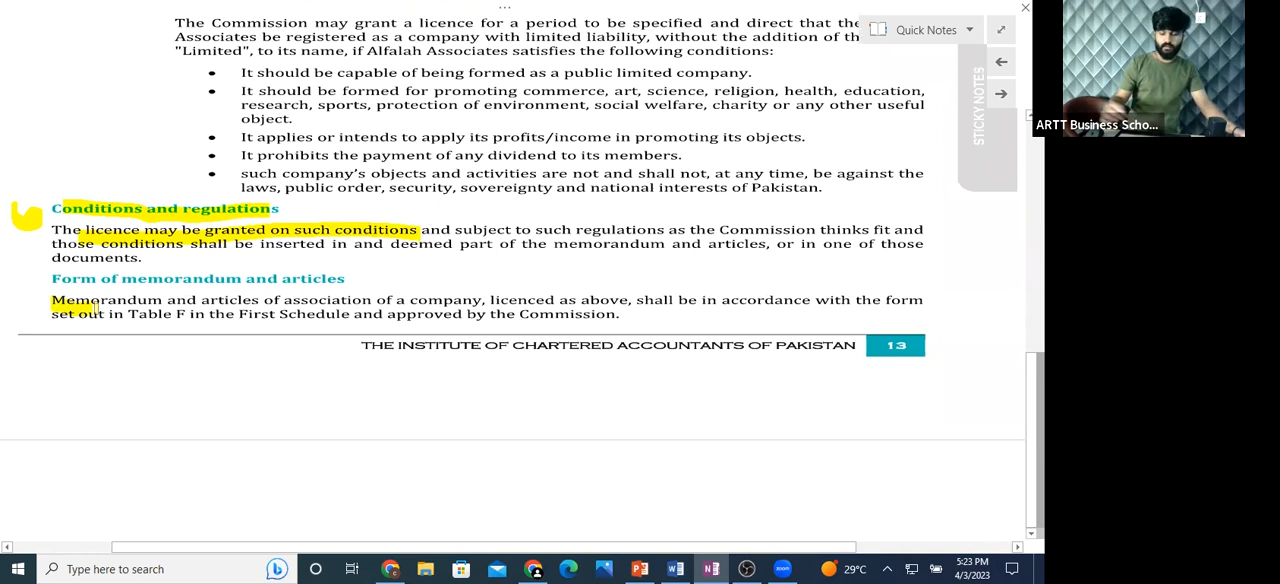 The Commission may grant a licence for a period to be specified and direct that the
Associates be registered as a company with limited liability, without the addition of th
"Limited", to its name, if Alfalah Associates satisfies the following conditions:
• It should be capable of being formed as a public limited company.
• It should be formed for promoting commerce, art, science, religion, health, education,
research, sports, protection of environment, social welfare, charity or any other useful
object.
• It applies or intends to apply its profits/income in promoting its objects.
• It prohibits the payment of any dividend to its members.
• such company's objects and activities are not and shall not, at any time, be against the
laws, public order, security, sovereignty and national interests of Pakistan.
Conditions and regulations
The licence may be granted on such conditions and subject to such regulations as the Commission thinks fit and
those conditions shall be inserted in and deemed part of the memorandum and articles, or in one of those
documents.
Form of memorandum and articles
Memorandum and articles of association of a company, licenced as above, shall be in accordance with the form
set out in Table F in the First Schedule and approved by the Commission.
THE INSTITUTE OF CHARTERED ACCOUNTANTS OF PAKISTAN 13
Quick Notes
STICKY NOTES
ARTT Business Scho...
Type here to search
zoom
29°C
5:23 PM
4/3/2023